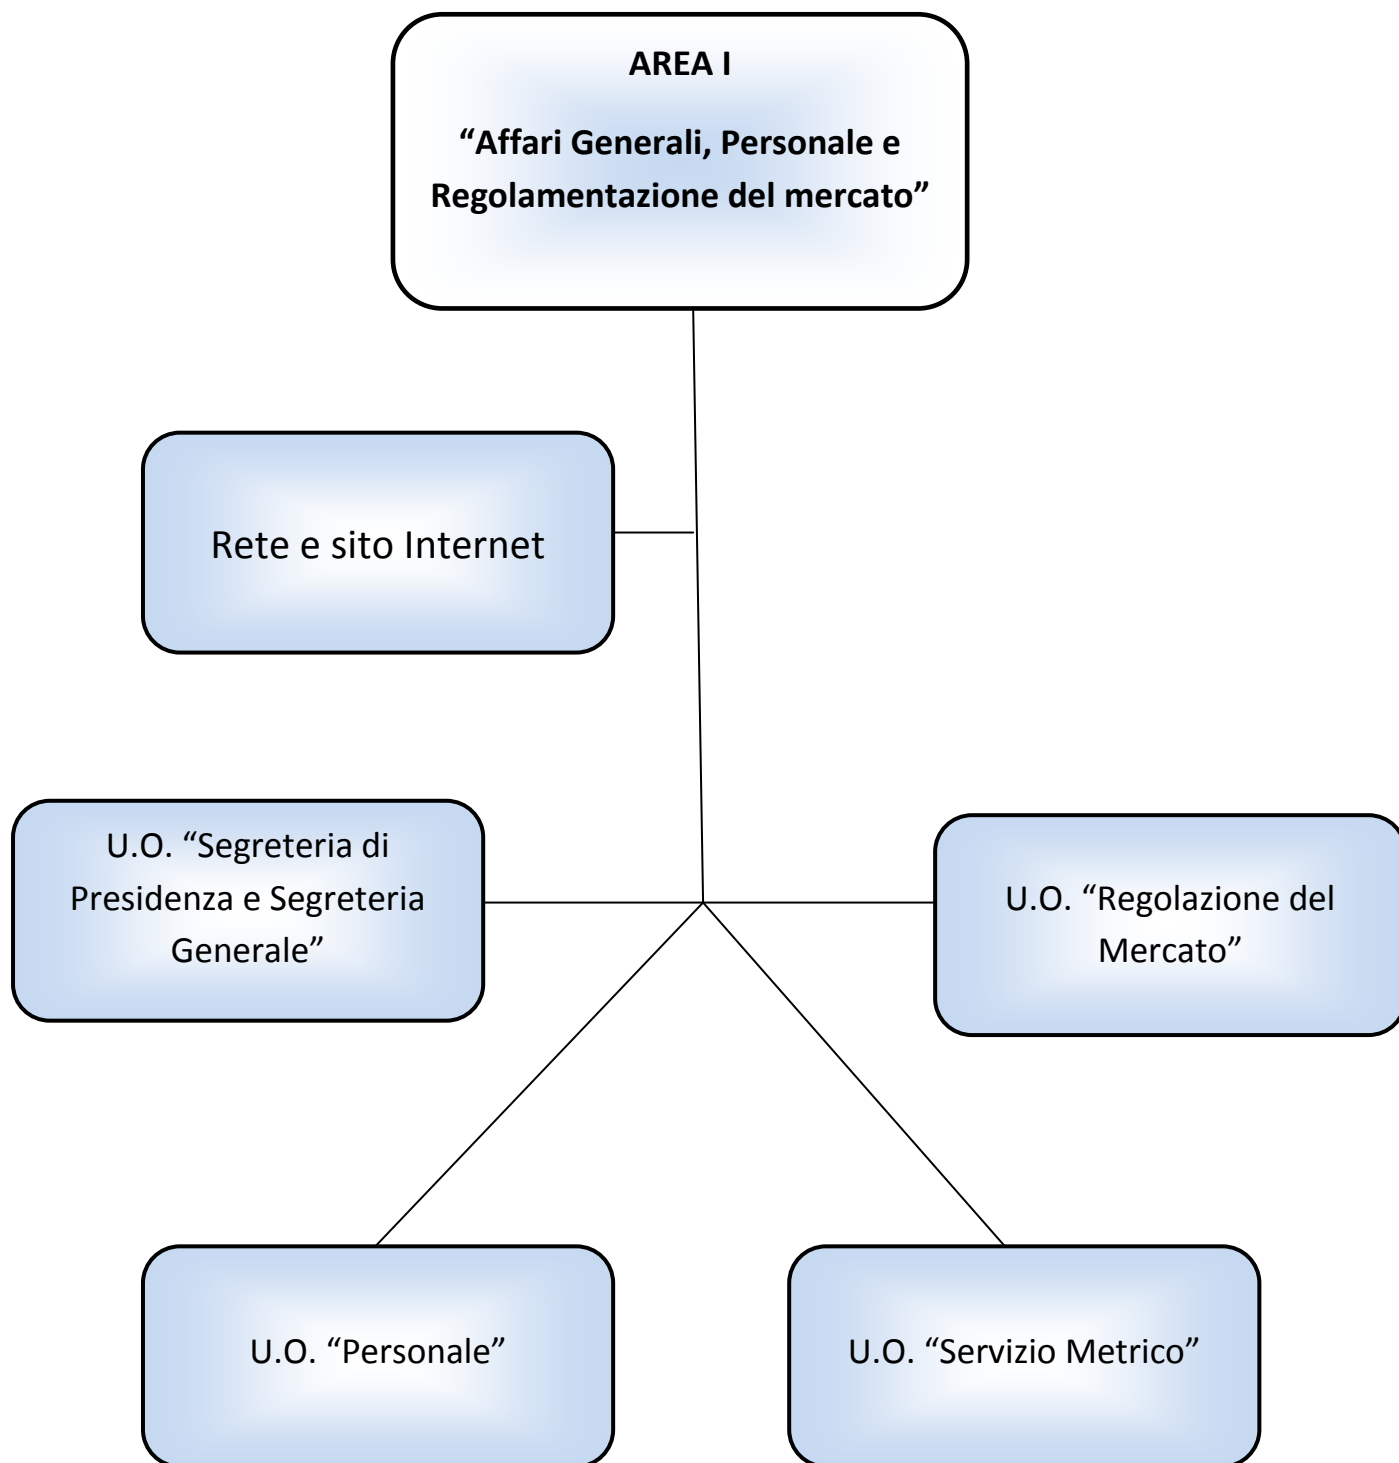 AREA I
“Affari Generali, Personale e
Regolamentazione del mercato”
Rete e sito Internet
U.O. “Segreteria di
Presidenza e Segreteria
Generale”
U.O. “Regolazione del
Mercato”
U.O. “Personale”
U.O. “Servizio Metrico”